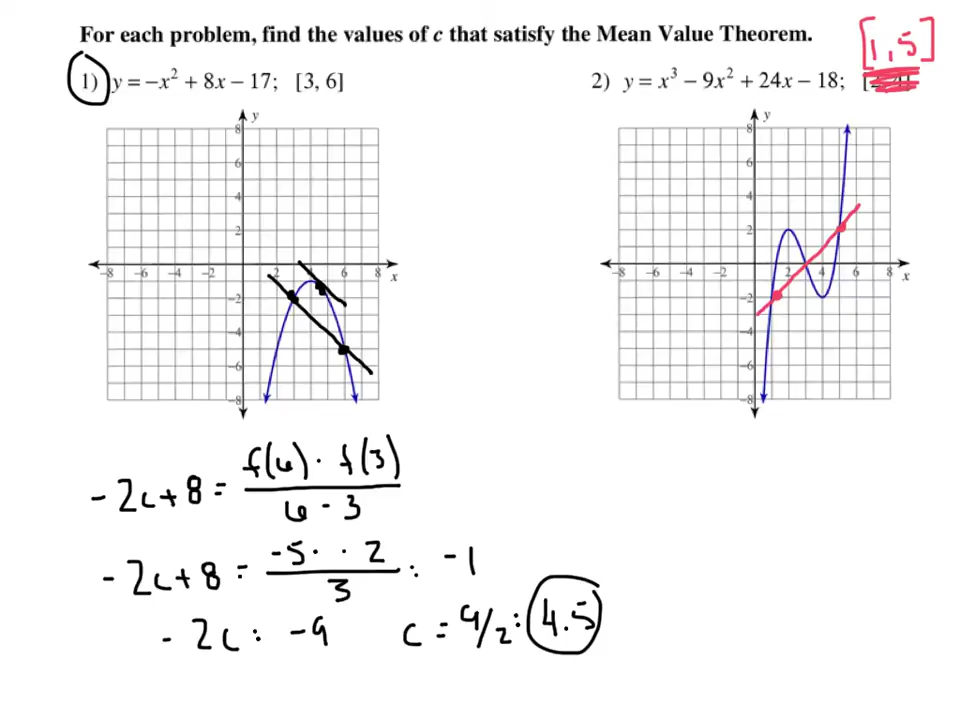 For each problem, find the values of c that satisfy the Mean Value Theorem.
[1,5]
1) y = −x² + 8x − 17; [3, 6]
2) y = x³ − 9x² + 24x − 18; [
8 y
6
4
2
−8 −6 −4 −2 2 4 6 8 x
−2
−4
−6
−8
8 y
6
4
2
−8 −6 −4 −2 2 4 6 8 x
−2
−4
−6
−8
-2c+8 = f(6) - f(3) / 6 - 3
-2c+8 = -5 - -2 / 3 = -1
-2c = -9 c = 9/2 = 4.5